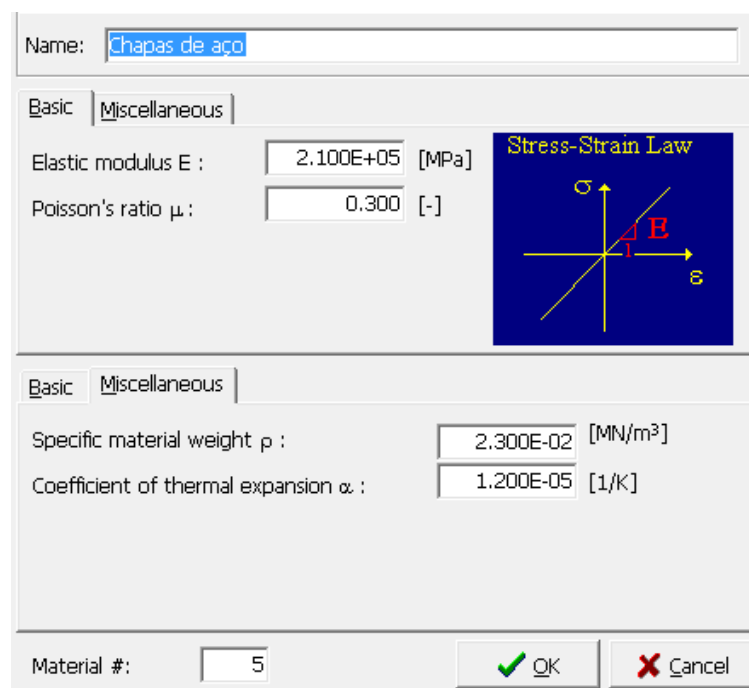 Name: Chapas de aço
Basic Miscellaneous
Elastic modulus E : 2.100E+05 [MPa]
Poisson's ratio μ : 0.300 [-]
Stress-Strain Law
σ
E
1
ε
Basic Miscellaneous
Specific material weight ρ : 2.300E-02 [MN/m³]
Coefficient of thermal expansion α : 1.200E-05 [1/K]
Material #: 5 OK Cancel